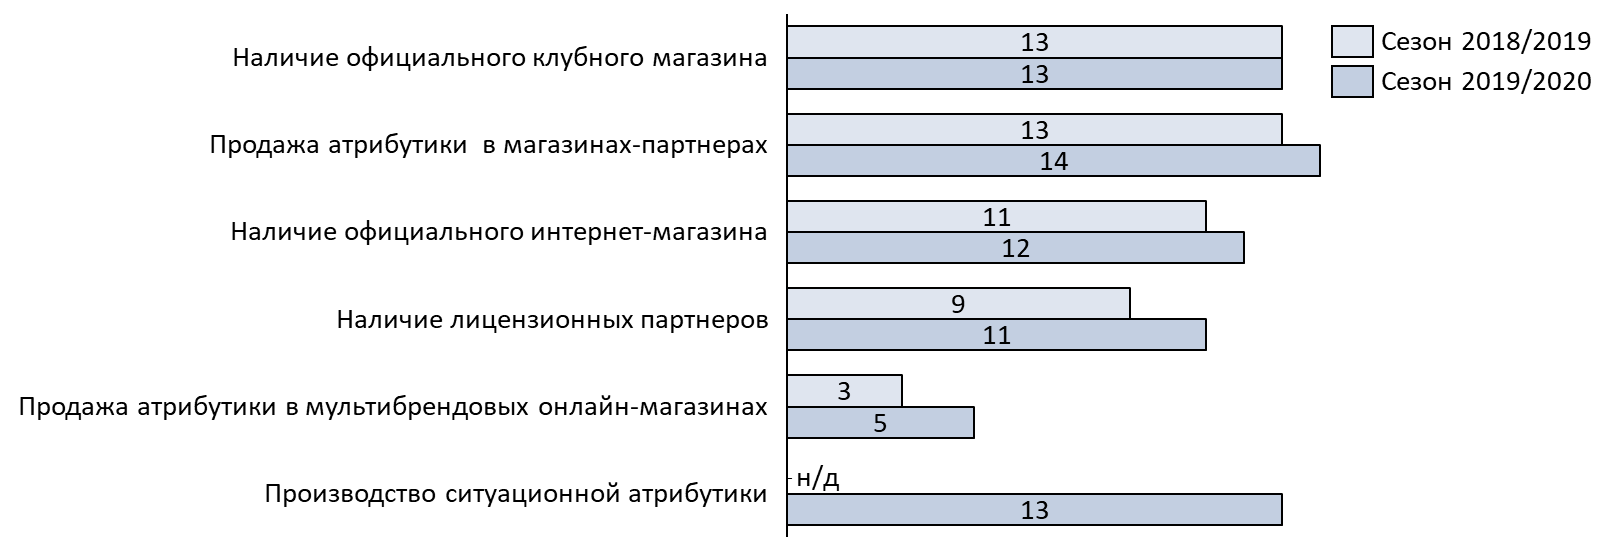 Наличие официального клубного магазина
13
13
Сезон 2018/2019
Сезон 2019/2020
Продажа атрибутики в магазинах-партнерах
13
14
Наличие официального интернет-магазина
11
12
Наличие лицензионных партнеров
9
11
Продажа атрибутики в мультибрендовых онлайн-магазинах
3
5
Производство ситуационной атрибутики
н/д
13